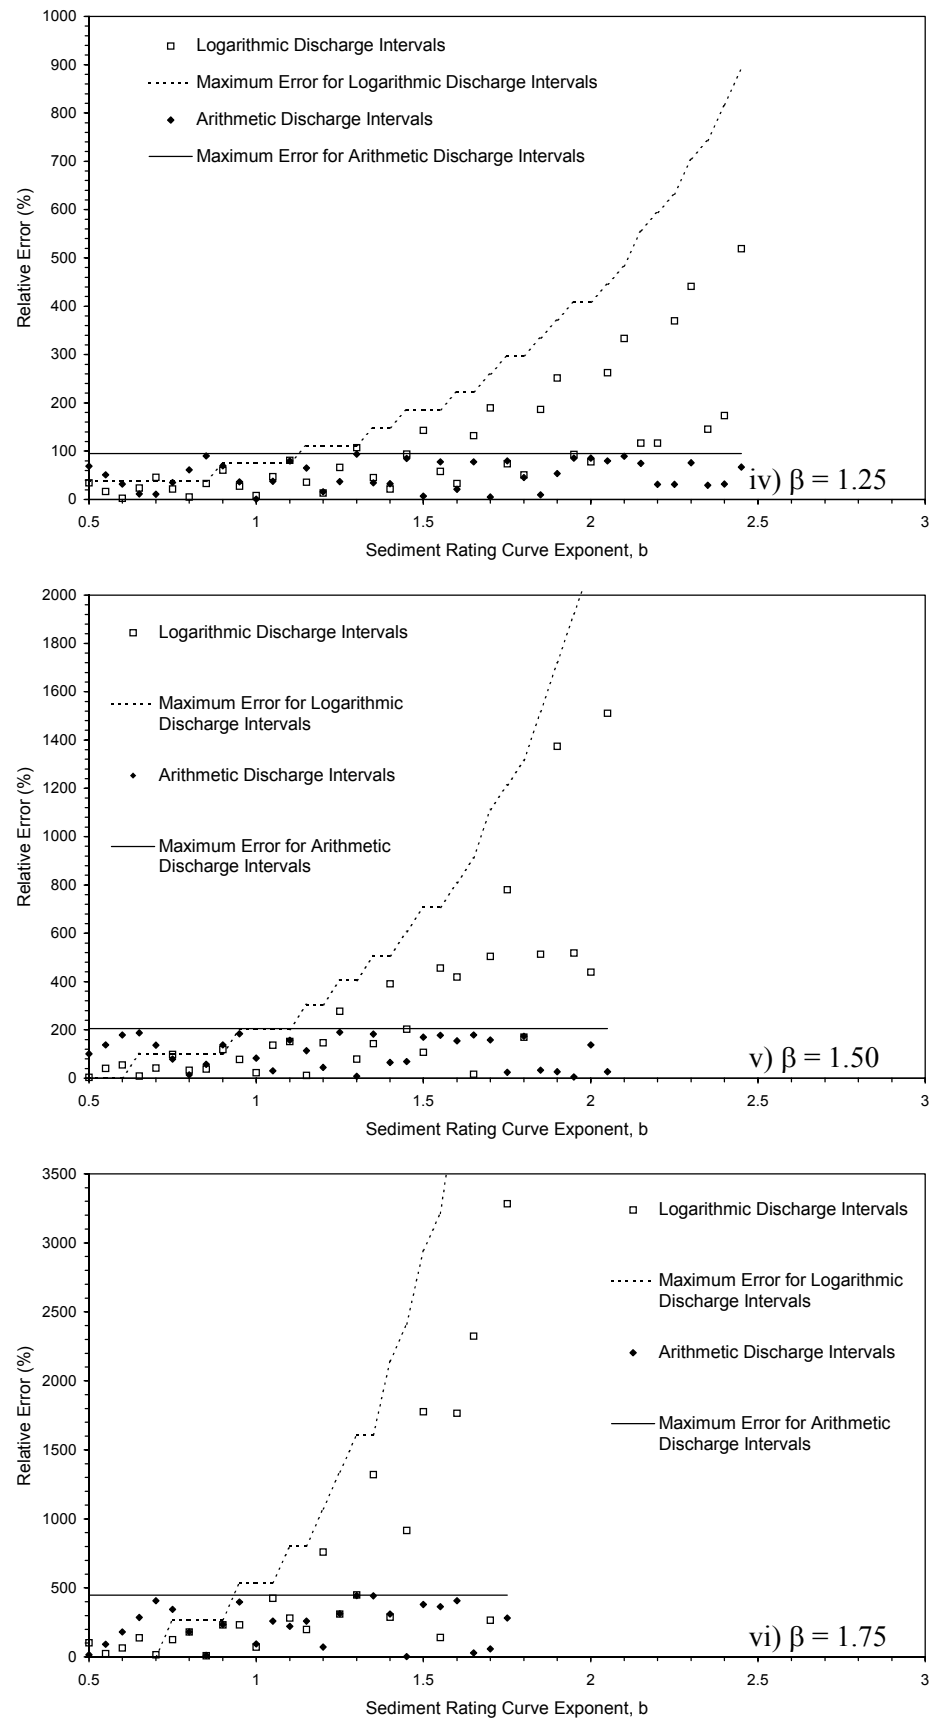 1000
900
800
700
600
500
400
300
200
100
0
Relative Error (%)
Logarithmic Discharge Intervals
Maximum Error for Logarithmic Discharge Intervals
Arithmetic Discharge Intervals
Maximum Error for Arithmetic Discharge Intervals
iv) β = 1.25
0.5 1 1.5 2 2.5 3
Sediment Rating Curve Exponent, b
2000
1800
1600
1400
1200
1000
800
600
400
200
0
Relative Error (%)
Logarithmic Discharge Intervals
Maximum Error for Logarithmic
Discharge Intervals
Arithmetic Discharge Intervals
Maximum Error for Arithmetic
Discharge Intervals
v) β = 1.50
0.5 1 1.5 2 2.5 3
Sediment Rating Curve Exponent, b
3500
3000
2500
2000
1500
1000
500
0
Relative Error (%)
Logarithmic Discharge Intervals
Maximum Error for Logarithmic
Discharge Intervals
Arithmetic Discharge Intervals
Maximum Error for Arithmetic
Discharge Intervals
vi) β = 1.75
0.5 1 1.5 2 2.5 3
Sediment Rating Curve Exponent, b